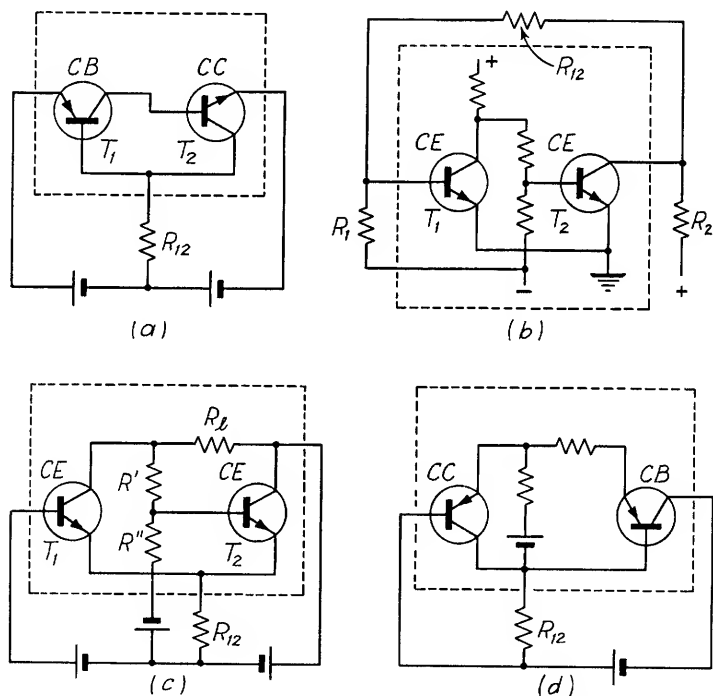 CB CC
T1 T2
R12
(a)
R12
+
CE CE
T1 T2
R1 R2
− +
(b)
Rl
CE R' CE
R"
T1 T2
R12
(c)
CC CB
R12
(d)